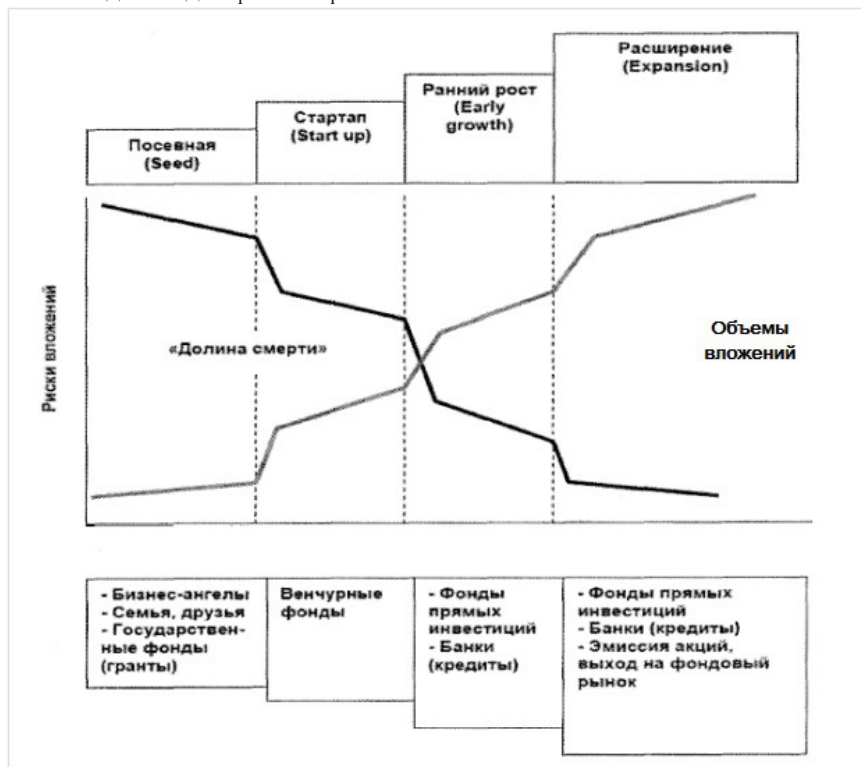 Посевная
(Seed)
Стартап
(Start up)
Ранний рост
(Early
growth)
Расширение
(Expansion)
Риски вложений
«Долина смерти»
Объемы
вложений
- Бизнес-ангелы
- Семья, друзья
- Государствен-
ные фонды
(гранты)
Венчурные
фонды
- Фонды
прямых
инвестиций
- Банки
(кредиты)
- Фонды прямых
инвестиций
- Банки (кредиты)
- Эмиссия акций,
выход на фондовый
рынок